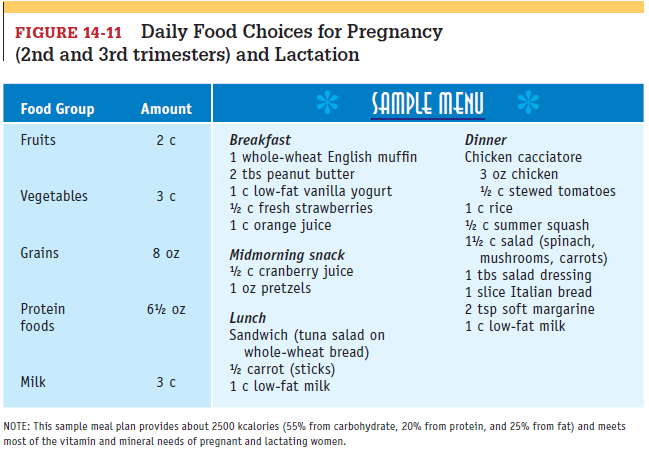 FIGURE 14-11 Daily Food Choices for Pregnancy
(2nd and 3rd trimesters) and Lactation
Food Group Amount
SAMPLE MENU
Fruits 2 c
Vegetables 3 c
Grains 8 oz
Protein foods 6½ oz
Milk 3 c
Breakfast
1 whole-wheat English muffin
2 tbs peanut butter
1 c low-fat vanilla yogurt
½ c fresh strawberries
1 c orange juice
Midmorning snack
½ c cranberry juice
1 oz pretzels
Lunch
Sandwich (tuna salad on
whole-wheat bread)
½ carrot (sticks)
1 c low-fat milk
Dinner
Chicken cacciatore
3 oz chicken
½ c stewed tomatoes
1 c rice
½ c summer squash
1½ c salad (spinach,
mushrooms, carrots)
1 tbs salad dressing
1 slice Italian bread
2 tsp soft margarine
1 c low-fat milk
NOTE: This sample meal plan provides about 2500 kcalories (55% from carbohydrate, 20% from protein, and 25% from fat) and meets
most of the vitamin and mineral needs of pregnant and lactating women.